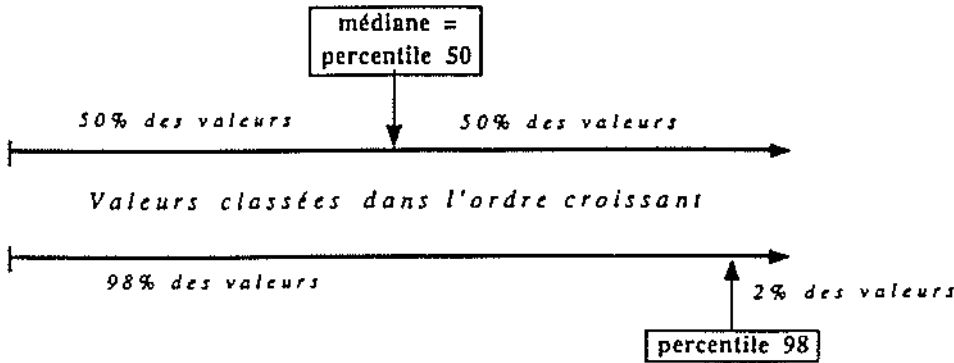 médiane =
percentile 50
50% des valeurs
50% des valeurs
Valeurs classées dans l'ordre croissant
98% des valeurs
2% des valeurs
percentile 98